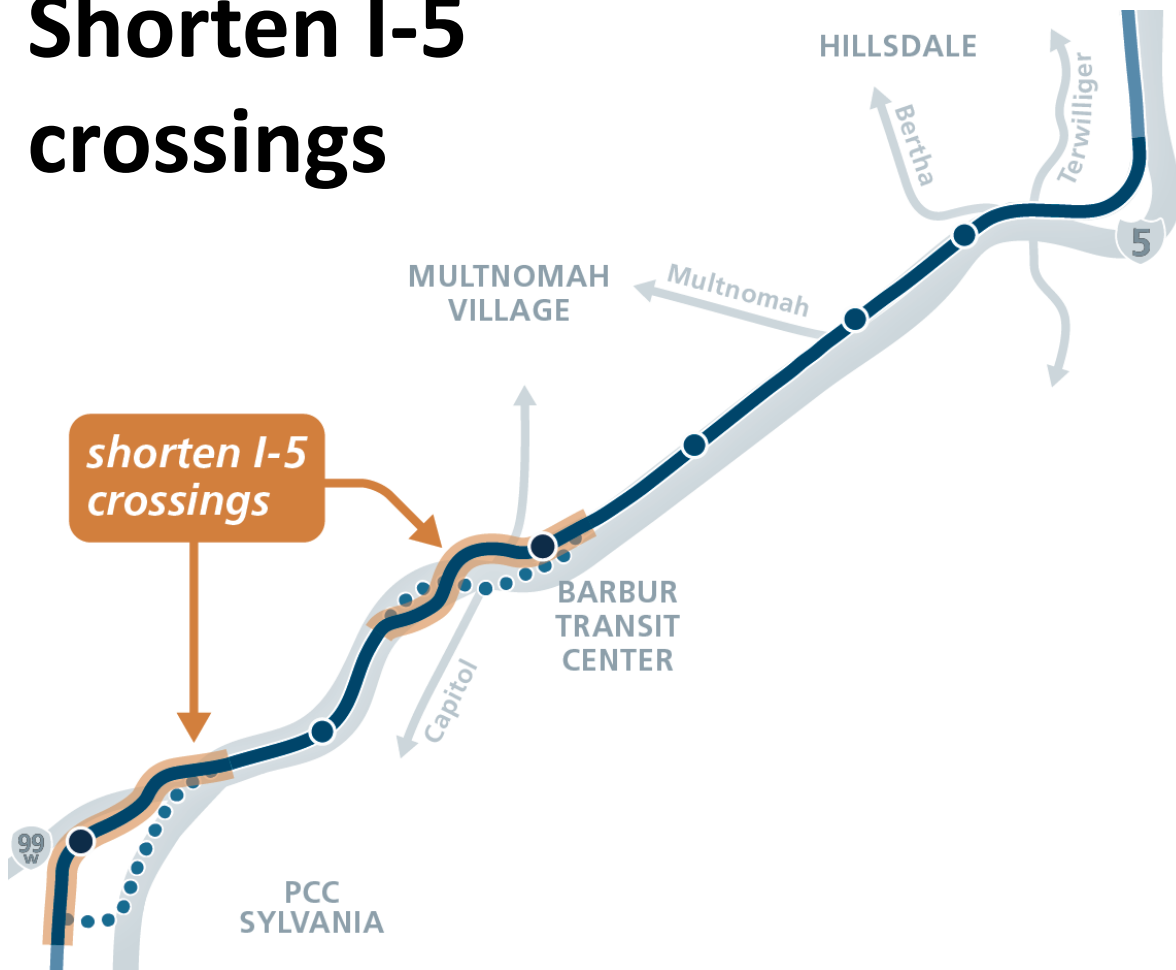 Shorten I-5
crossings
HILLSDALE
Bertha
Terwilliger
5
MULTNOMAH
VILLAGE
Multnomah
shorten I-5
crossings
BARBUR
TRANSIT
CENTER
Capitol
99
W
PCC
SYLVANIA